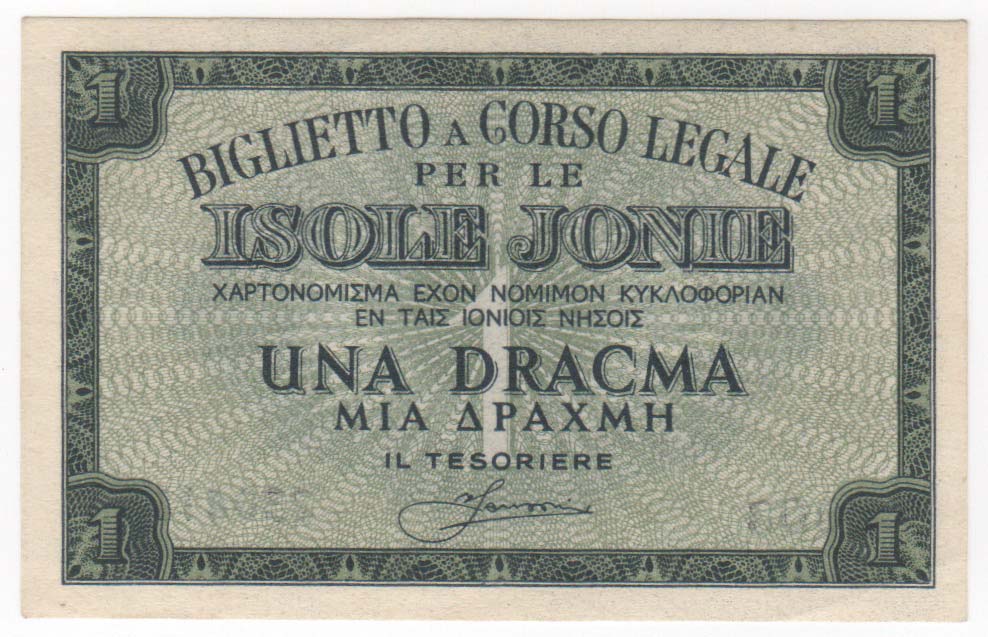 1 1
BIGLIETTO A CORSO LEGALE
PER LE
ISOLE JONIE
ΧΑΡΤΟΝΟΜΙΣΜΑ ΕΧΟΝ ΝΟΜΙΜΟΝ ΚΥΚΛΟΦΟΡΙΑΝ
ΕΝ ΤΑΙΣ ΙΟΝΙΟΙΣ ΝΗΣΟΙΣ
UNA DRACMA
ΜΙΑ ΔΡΑΧΜΗ
IL TESORIERE
1 1